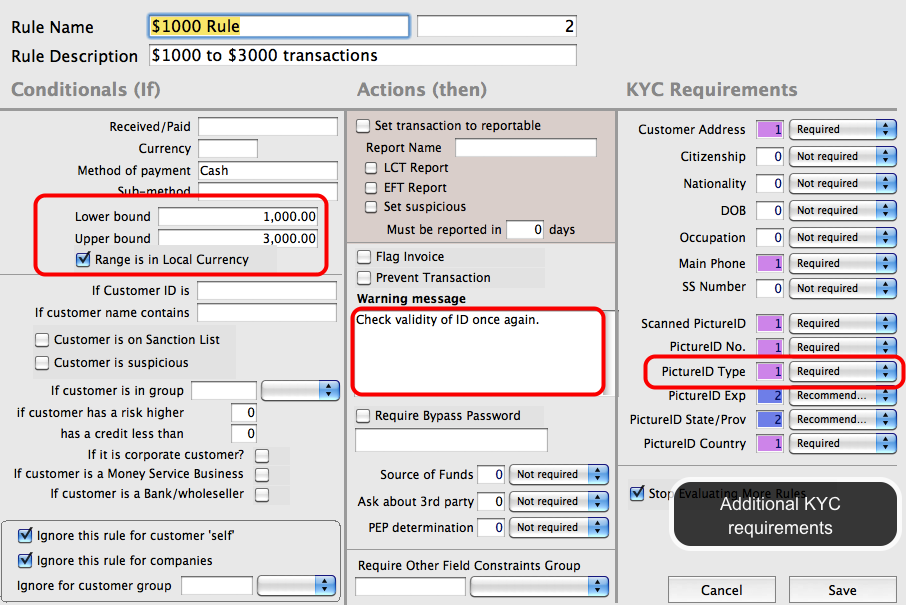 Rule Name $1000 Rule 2
Rule Description $1000 to $3000 transactions
Conditionals (If)
Received/Paid
Currency
Method of payment Cash
Sub-method
Lower bound 1,000.00
Upper bound 3,000.00
Range is in Local Currency
If Customer ID is
If customer name contains
Customer is on Sanction List
Customer is suspicious
If customer is in group
if customer has a risk higher 0
has a credit less than 0
If it is corporate customer?
If customer is a Money Service Business
If customer is a Bank/wholeseller
Ignore this rule for customer 'self'
Ignore this rule for companies
Ignore for customer group
Actions (then)
Set transaction to reportable
Report Name
LCT Report
EFT Report
Set suspicious
Must be reported in 0 days
Flag Invoice
Prevent Transaction
Warning message
Check validity of ID once again.
Require Bypass Password
Source of Funds 0 Not required
Ask about 3rd party 0 Not required
PEP determination 0 Not required
Require Other Field Constraints Group
KYC Requirements
Customer Address 1 Required
Citizenship 0 Not required
Nationality 0 Not required
DOB 0 Not required
Occupation 0 Not required
Main Phone 1 Required
SS Number 0 Not required
Scanned PictureID 1 Required
PictureID No. 1 Required
PictureID Type 1 Required
PictureID Exp 2 Recommend...
PictureID State/Prov 2 Recommend...
PictureID Country 1 Required
Stop Evaluating More Rules
Additional KYC
requirements
Cancel Save